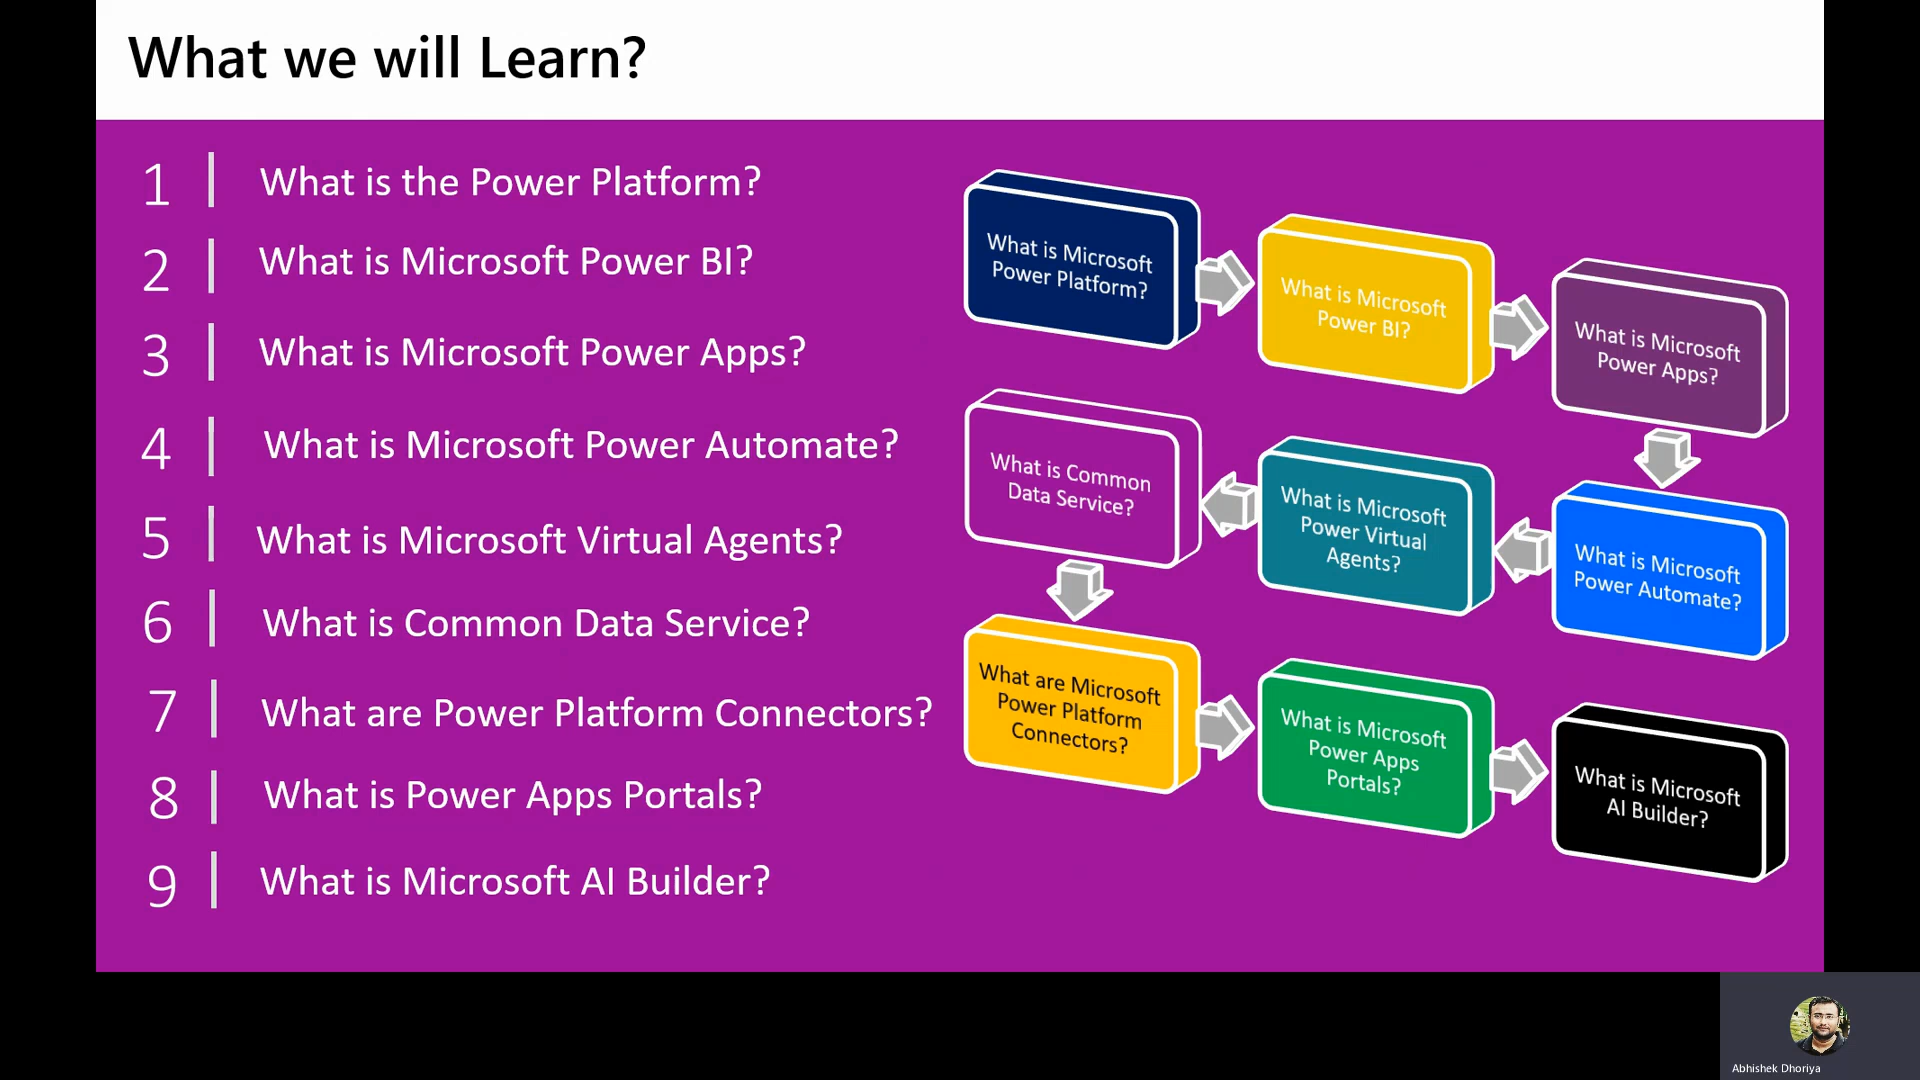 What we will Learn?
1 What is the Power Platform?
2 What is Microsoft Power BI?
3 What is Microsoft Power Apps?
4 What is Microsoft Power Automate?
5 What is Microsoft Virtual Agents?
6 What is Common Data Service?
7 What are Power Platform Connectors?
8 What is Power Apps Portals?
9 What is Microsoft AI Builder?
What is Microsoft
Power Platform?
What is Microsoft
Power BI?
What is Microsoft
Power Apps?
What is Common
Data Service?
What is Microsoft
Power Virtual
Agents?
What is Microsoft
Power Automate?
What are Microsoft
Power Platform
Connectors?
What is Microsoft
Power Apps
Portals?
What is Microsoft
AI Builder?
Abhishek Dhoriya